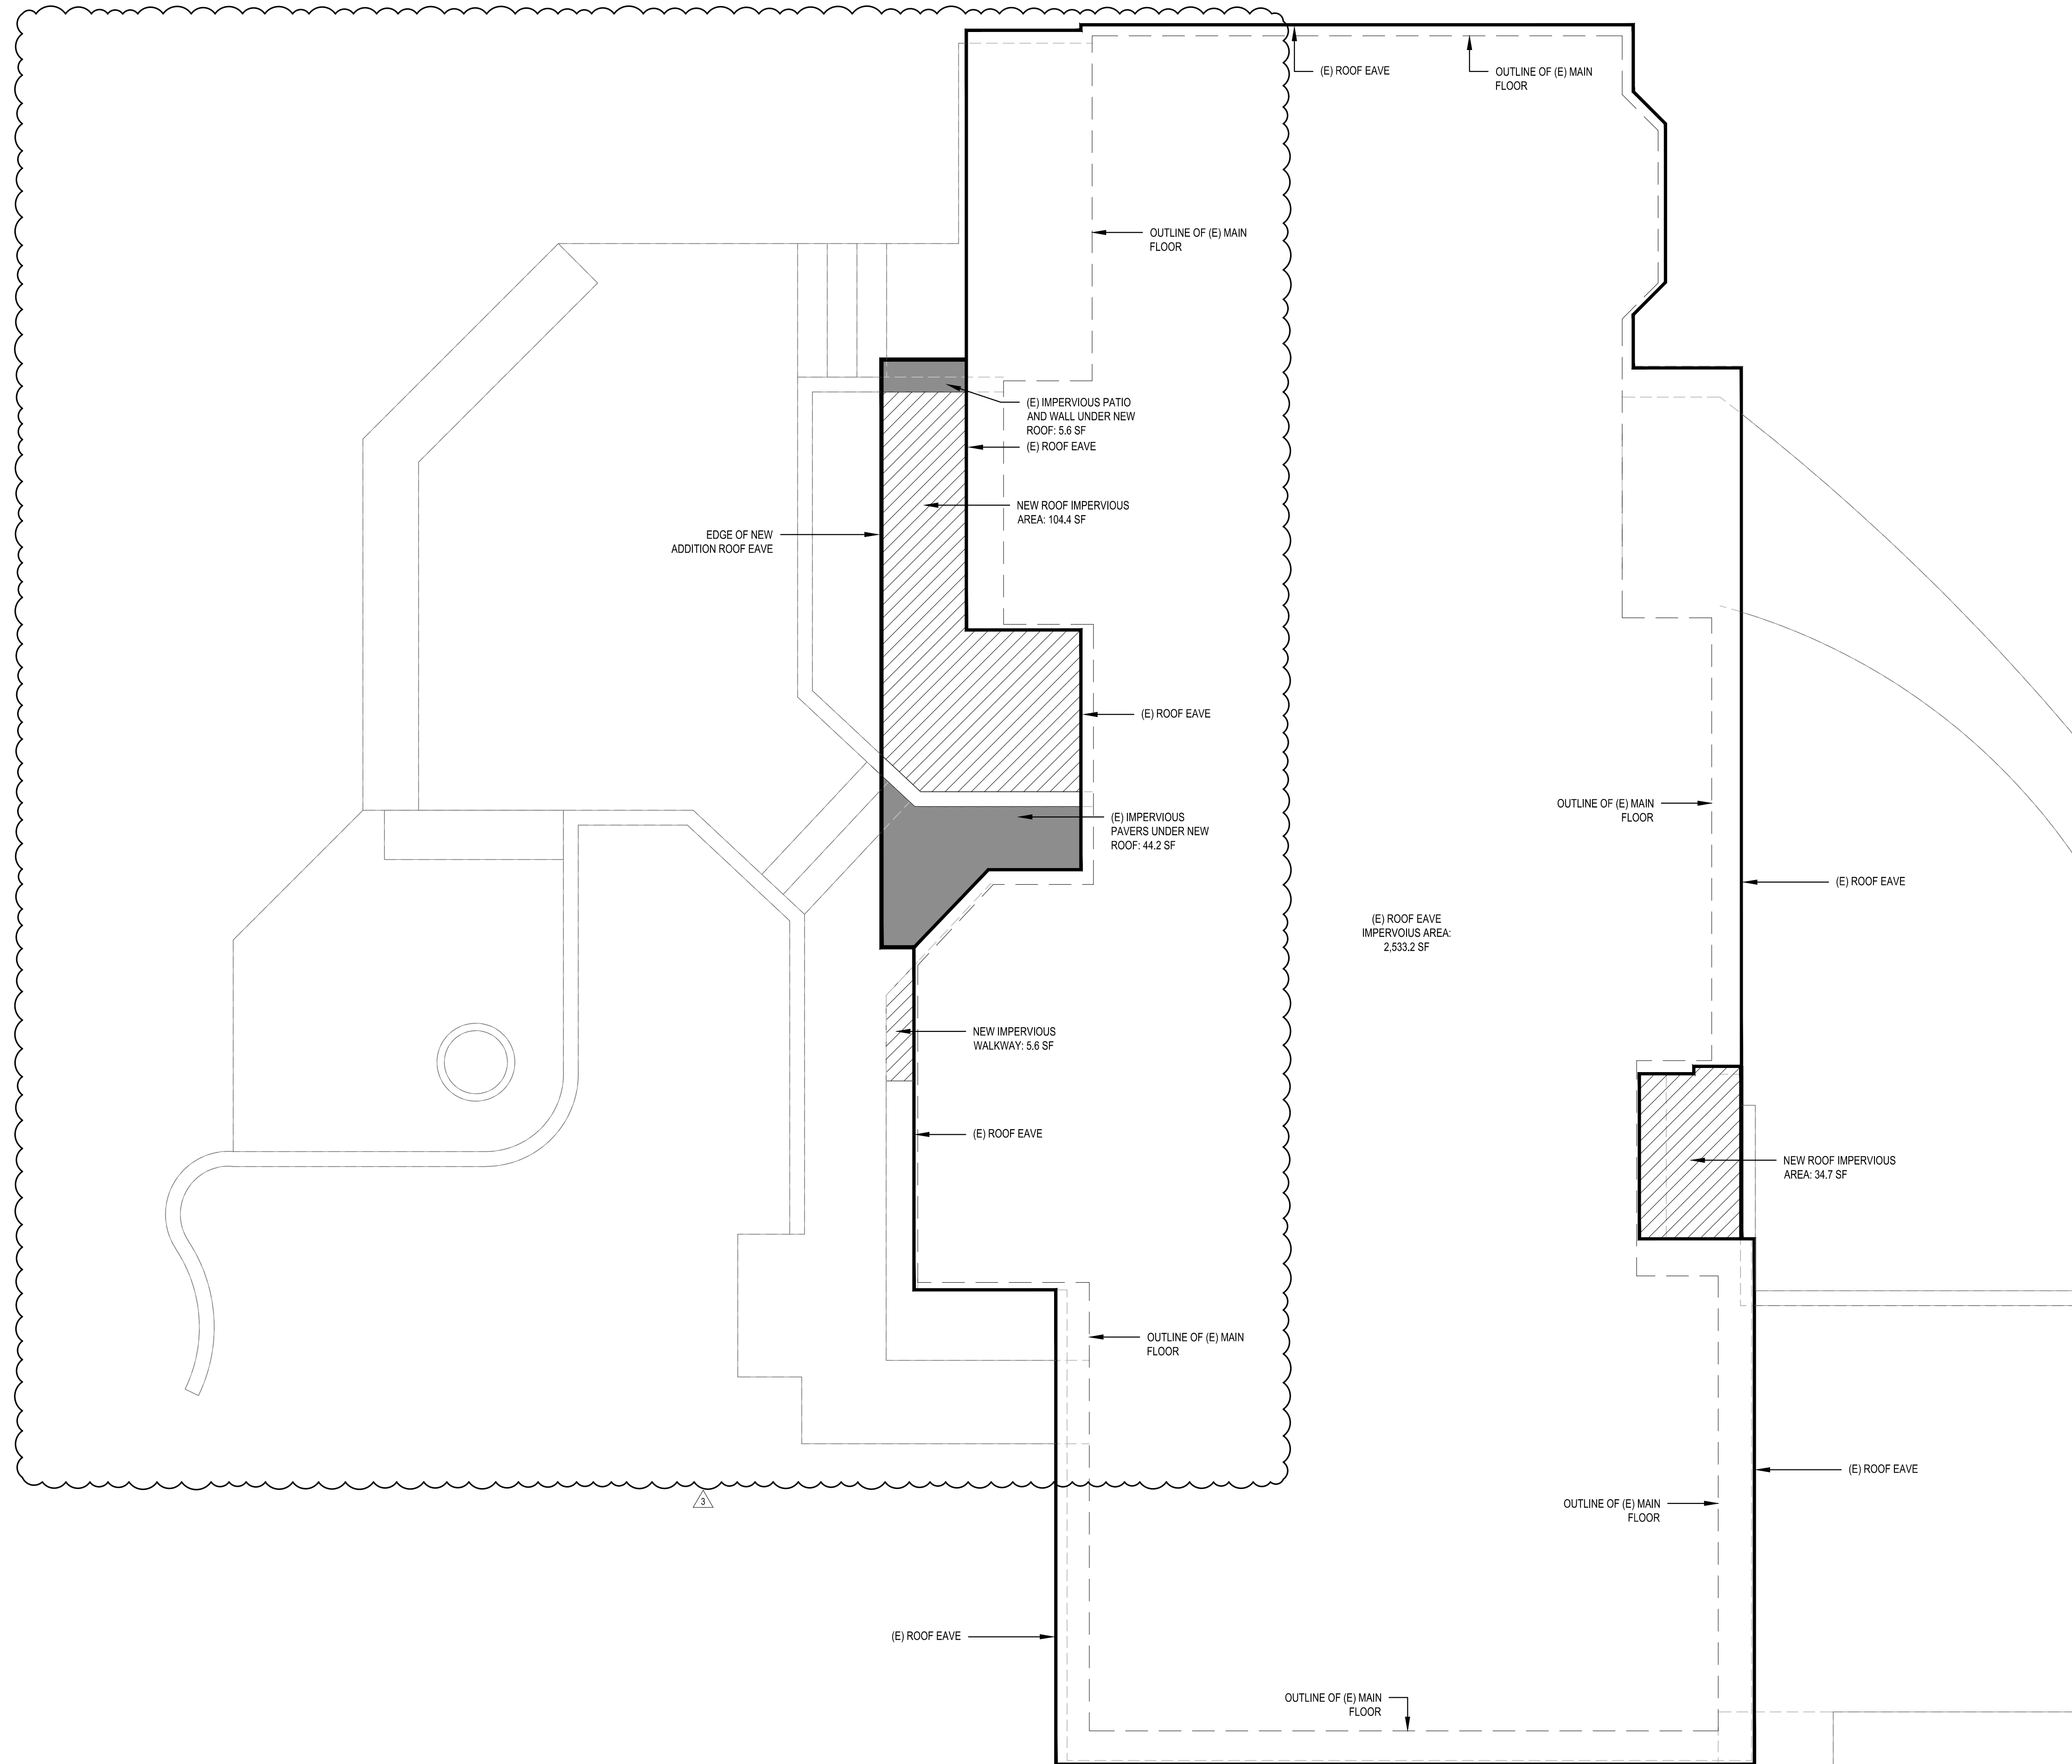 (E) ROOF EAVE
OUTLINE OF (E) MAIN
FLOOR
OUTLINE OF (E) MAIN
FLOOR
(E) IMPERVIOUS PATIO
AND WALL UNDER NEW
ROOF: 5.6 SF
(E) ROOF EAVE
NEW ROOF IMPERVIOUS
AREA: 104.4 SF
EDGE OF NEW
ADDITION ROOF EAVE
(E) ROOF EAVE
OUTLINE OF (E) MAIN
FLOOR
(E) IMPERVIOUS
PAVERS UNDER NEW
ROOF: 44.2 SF
(E) ROOF EAVE
(E) ROOF EAVE
IMPERVOIUS AREA:
2,533.2 SF
NEW IMPERVIOUS
WALKWAY: 5.6 SF
(E) ROOF EAVE
NEW ROOF IMPERVIOUS
AREA: 34.7 SF
OUTLINE OF (E) MAIN
FLOOR
(E) ROOF EAVE
3
OUTLINE OF (E) MAIN
FLOOR
(E) ROOF EAVE
OUTLINE OF (E) MAIN
FLOOR